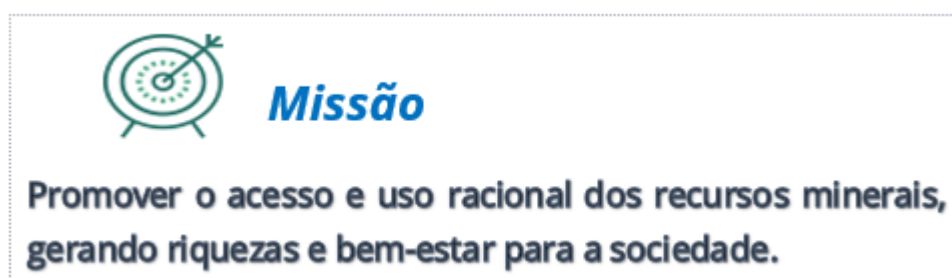 Missão
Promover o acesso e uso racional dos recursos minerais,
gerando riquezas e bem-estar para a sociedade.